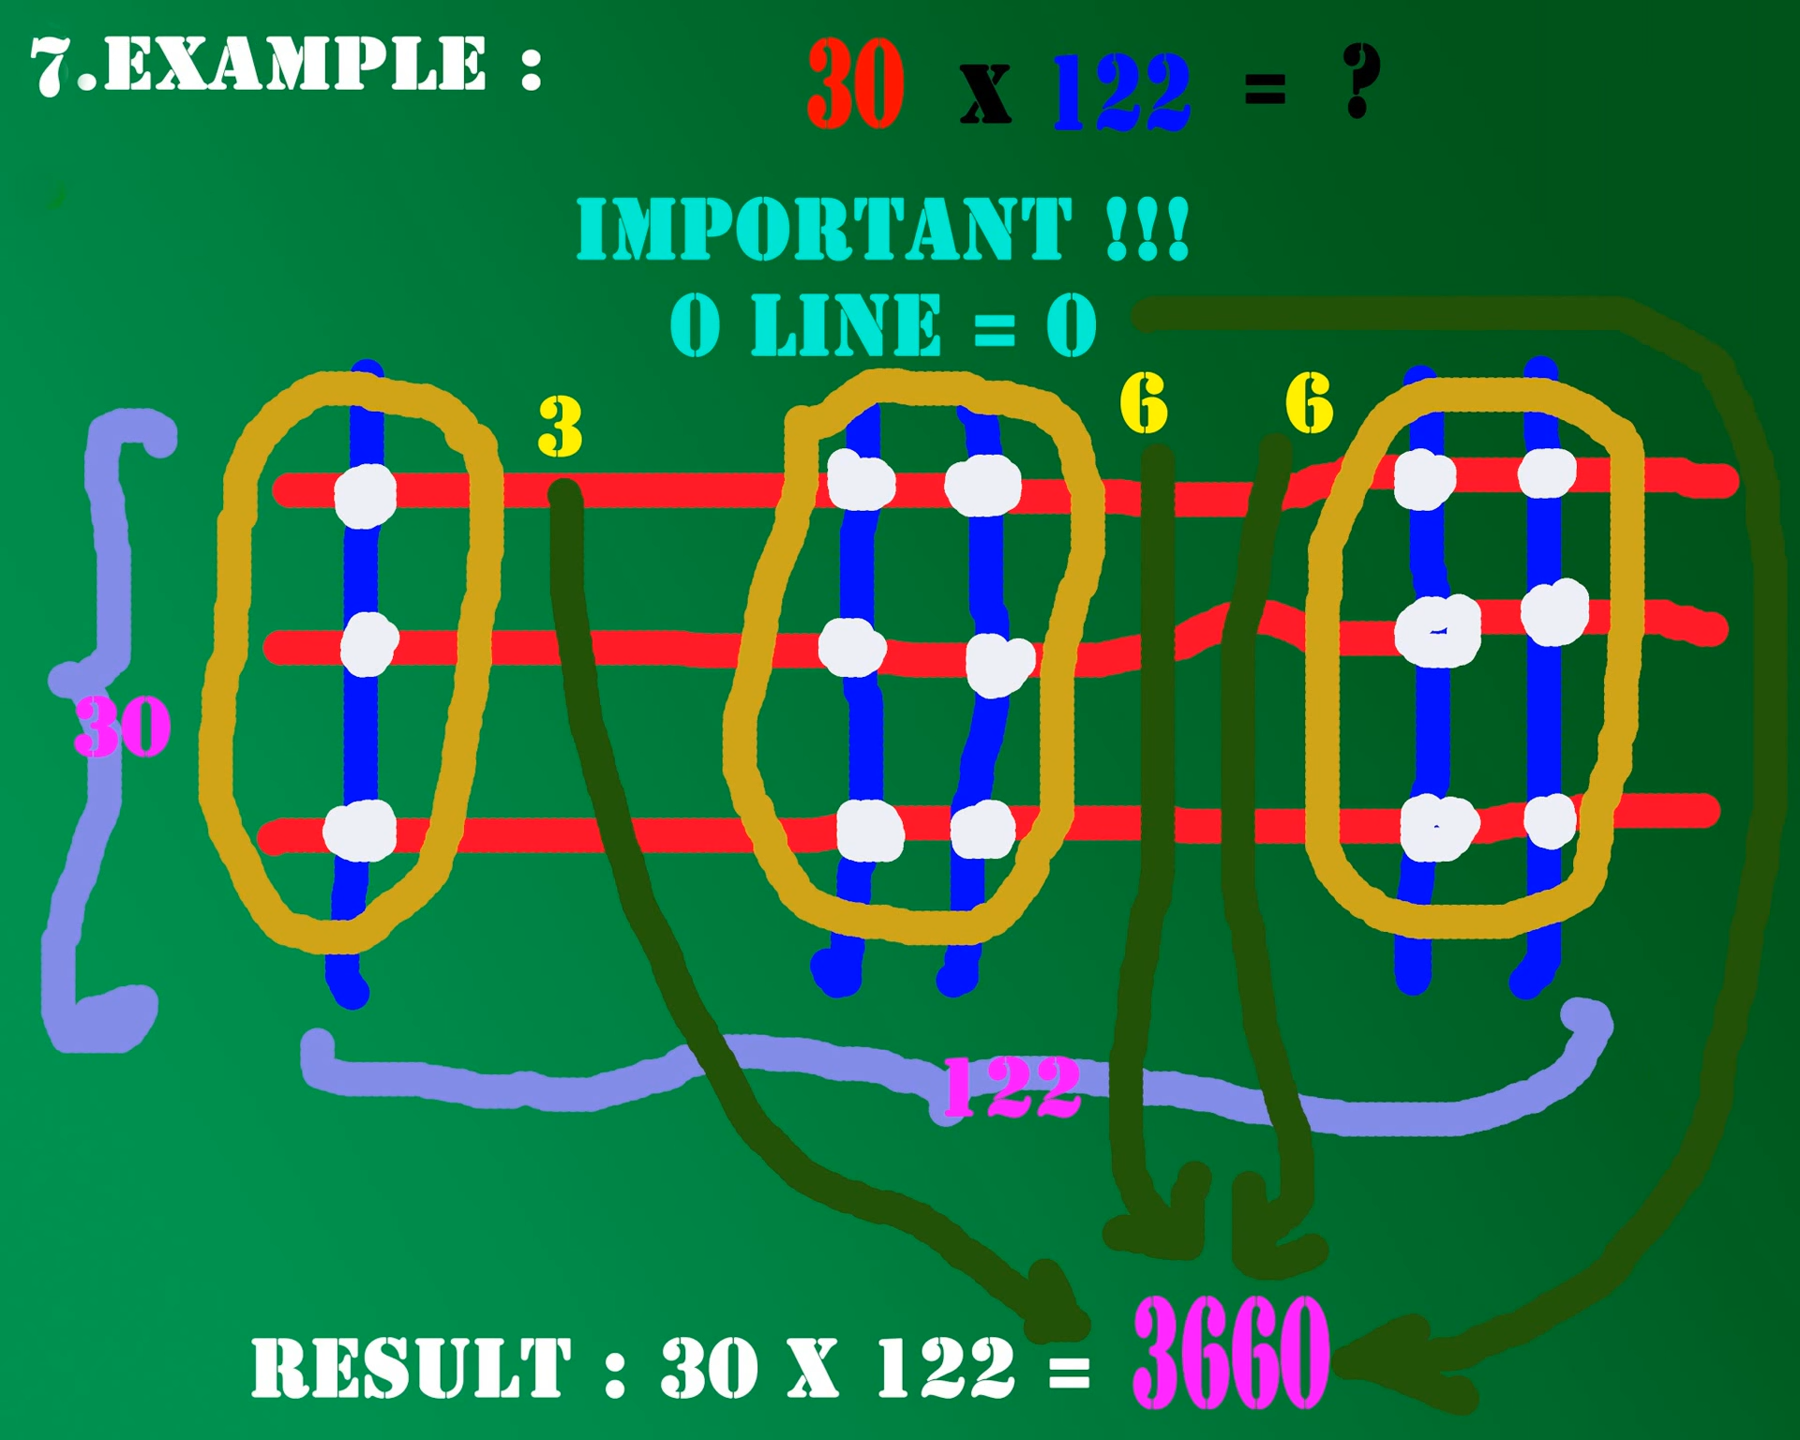 7.EXAMPLE :
30 X 122 = ?
IMPORTANT !!!
0 LINE = 0
3
6
6
30
122
RESULT : 30 X 122 = 3660